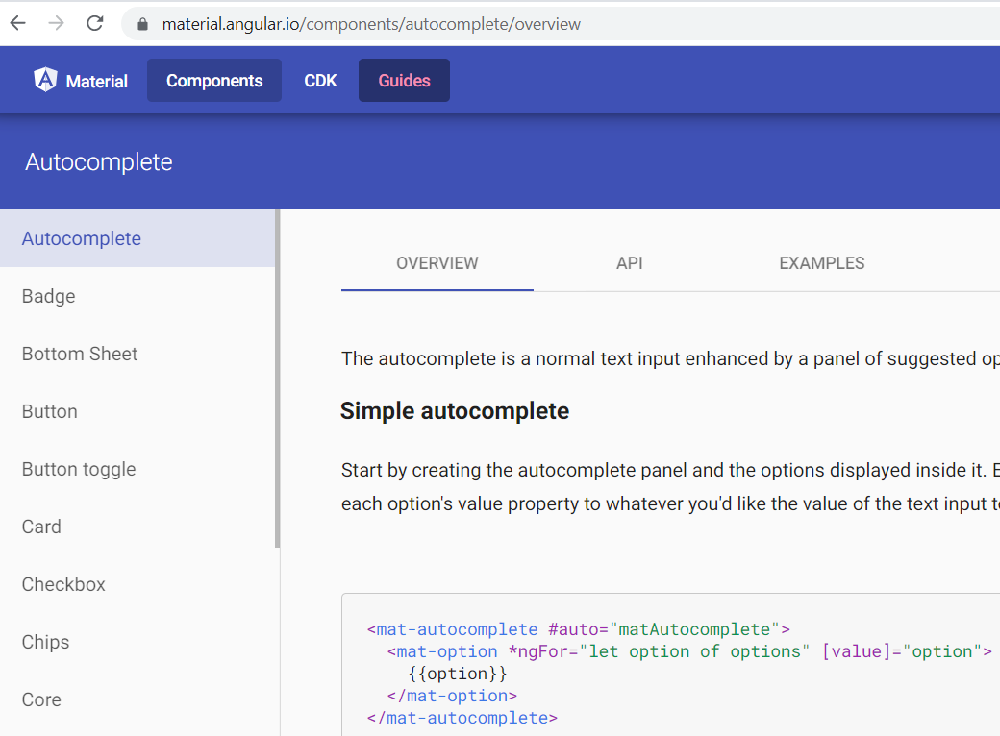 material.angular.io/components/autocomplete/overview
Material Components CDK Guides
Autocomplete
Autocomplete
Badge
Bottom Sheet
Button
Button toggle
Card
Checkbox
Chips
Core
OVERVIEW API EXAMPLES
The autocomplete is a normal text input enhanced by a panel of suggested
Simple autocomplete
Start by creating the autocomplete panel and the options displayed inside it.
each option's value property to whatever you'd like the value of the text input
<mat-autocomplete #auto="matAutocomplete">
<mat-option *ngFor="let option of options" [value]="option">
{{option}}
</mat-option>
</mat-autocomplete>